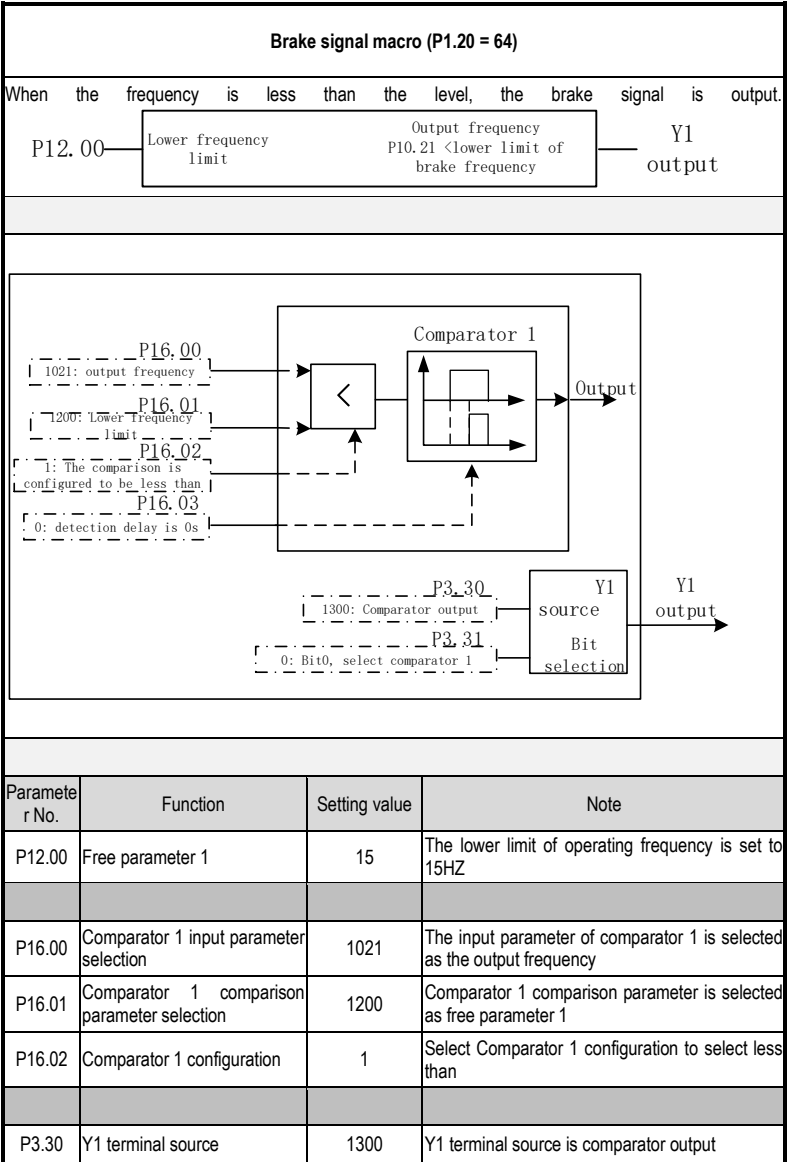 Brake signal macro (P1.20 = 64)
When the frequency is less than the level, the brake signal is output.
P12.00
Lower frequency
limit
Output frequency
P10.21 <lower limit of
brake frequency
Y1
output
P16.00
1021: output frequency
P16.01
1200: Lower frequency
limit
P16.02
1: The comparison is
configured to be less than
P16.03
0: detection delay is 0s
<
Comparator 1
Output
P3.30
1300: Comparator output
P3.31
0: Bit0, select comparator 1
Y1
source
Bit
selection
Y1
output
Paramete
r No.
Function
Setting value
Note
P12.00
Free parameter 1
15
The lower limit of operating frequency is set to
15HZ
P16.00
Comparator 1 input parameter
selection
1021
The input parameter of comparator 1 is selected
as the output frequency
P16.01
Comparator 1 comparison
parameter selection
1200
Comparator 1 comparison parameter is selected
as free parameter 1
P16.02
Comparator 1 configuration
1
Select Comparator 1 configuration to select less
than
P3.30
Y1 terminal source
1300
Y1 terminal source is comparator output